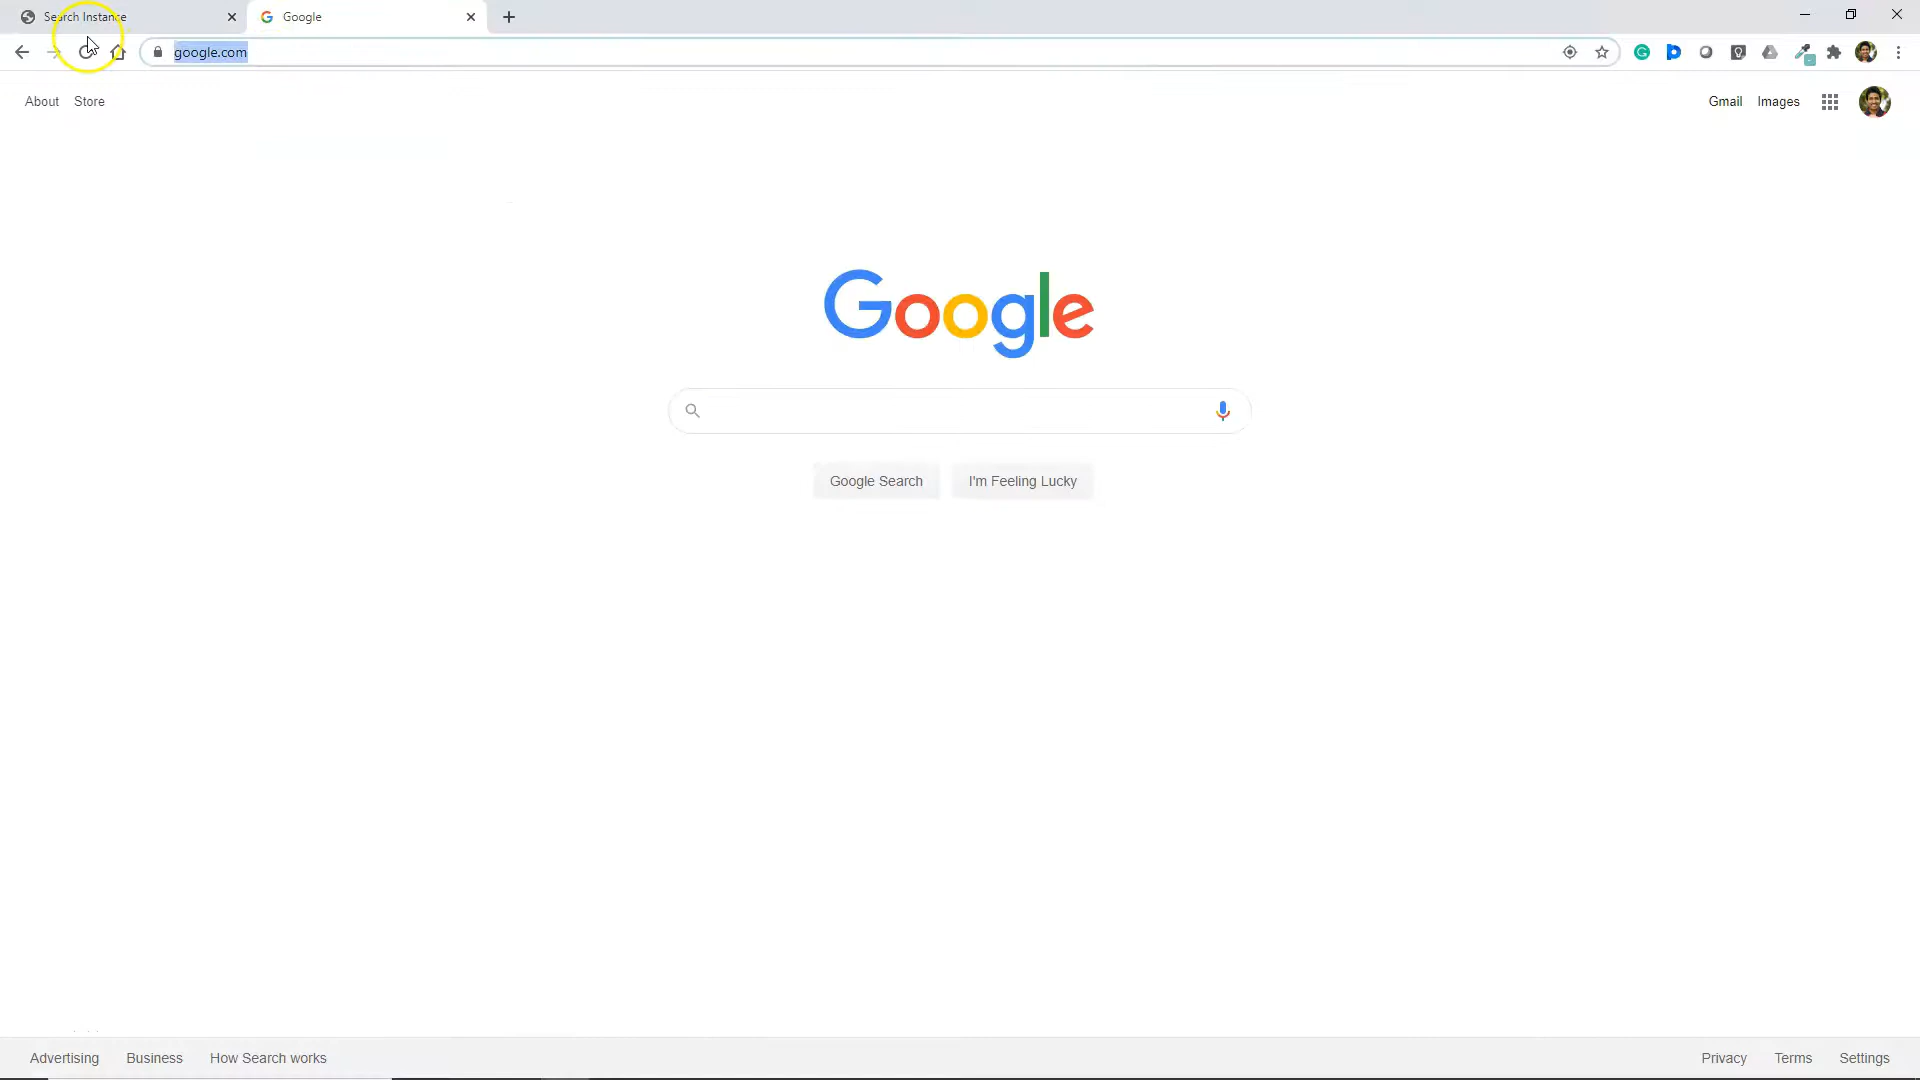 Search Instance
Google
google.com
About Store
Gmail Images
Google
Google Search
I'm Feeling Lucky
Advertising Business How Search works
Privacy Terms Settings